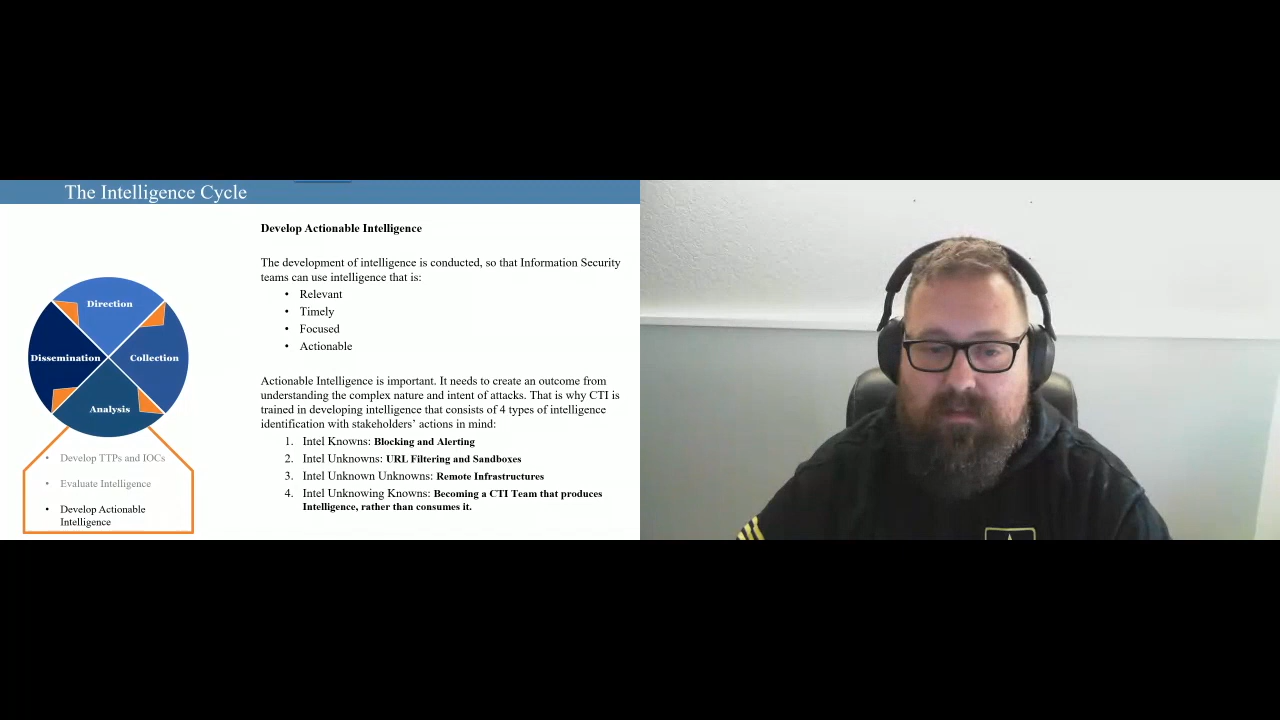 The Intelligence Cycle
Develop Actionable Intelligence
The development of intelligence is conducted, so that Information Security
teams can use intelligence that is:
• Relevant
• Timely
• Focused
• Actionable
Actionable Intelligence is important. It needs to create an outcome from
understanding the complex nature and intent of attacks. That is why CTI is
trained in developing intelligence that consists of 4 types of intelligence
identification with stakeholders’ actions in mind:
1. Intel Knowns: Blocking and Alerting
2. Intel Unknowns: URL Filtering and Sandboxes
3. Intel Unknown Unknowns: Remote Infrastructures
4. Intel Unknowing Knowns: Becoming a CTI Team that produces
Intelligence, rather than consumes it.
Direction
Dissemination
Collection
Analysis
• Develop TTPs and IOCs
• Evaluate Intelligence
• Develop Actionable
Intelligence